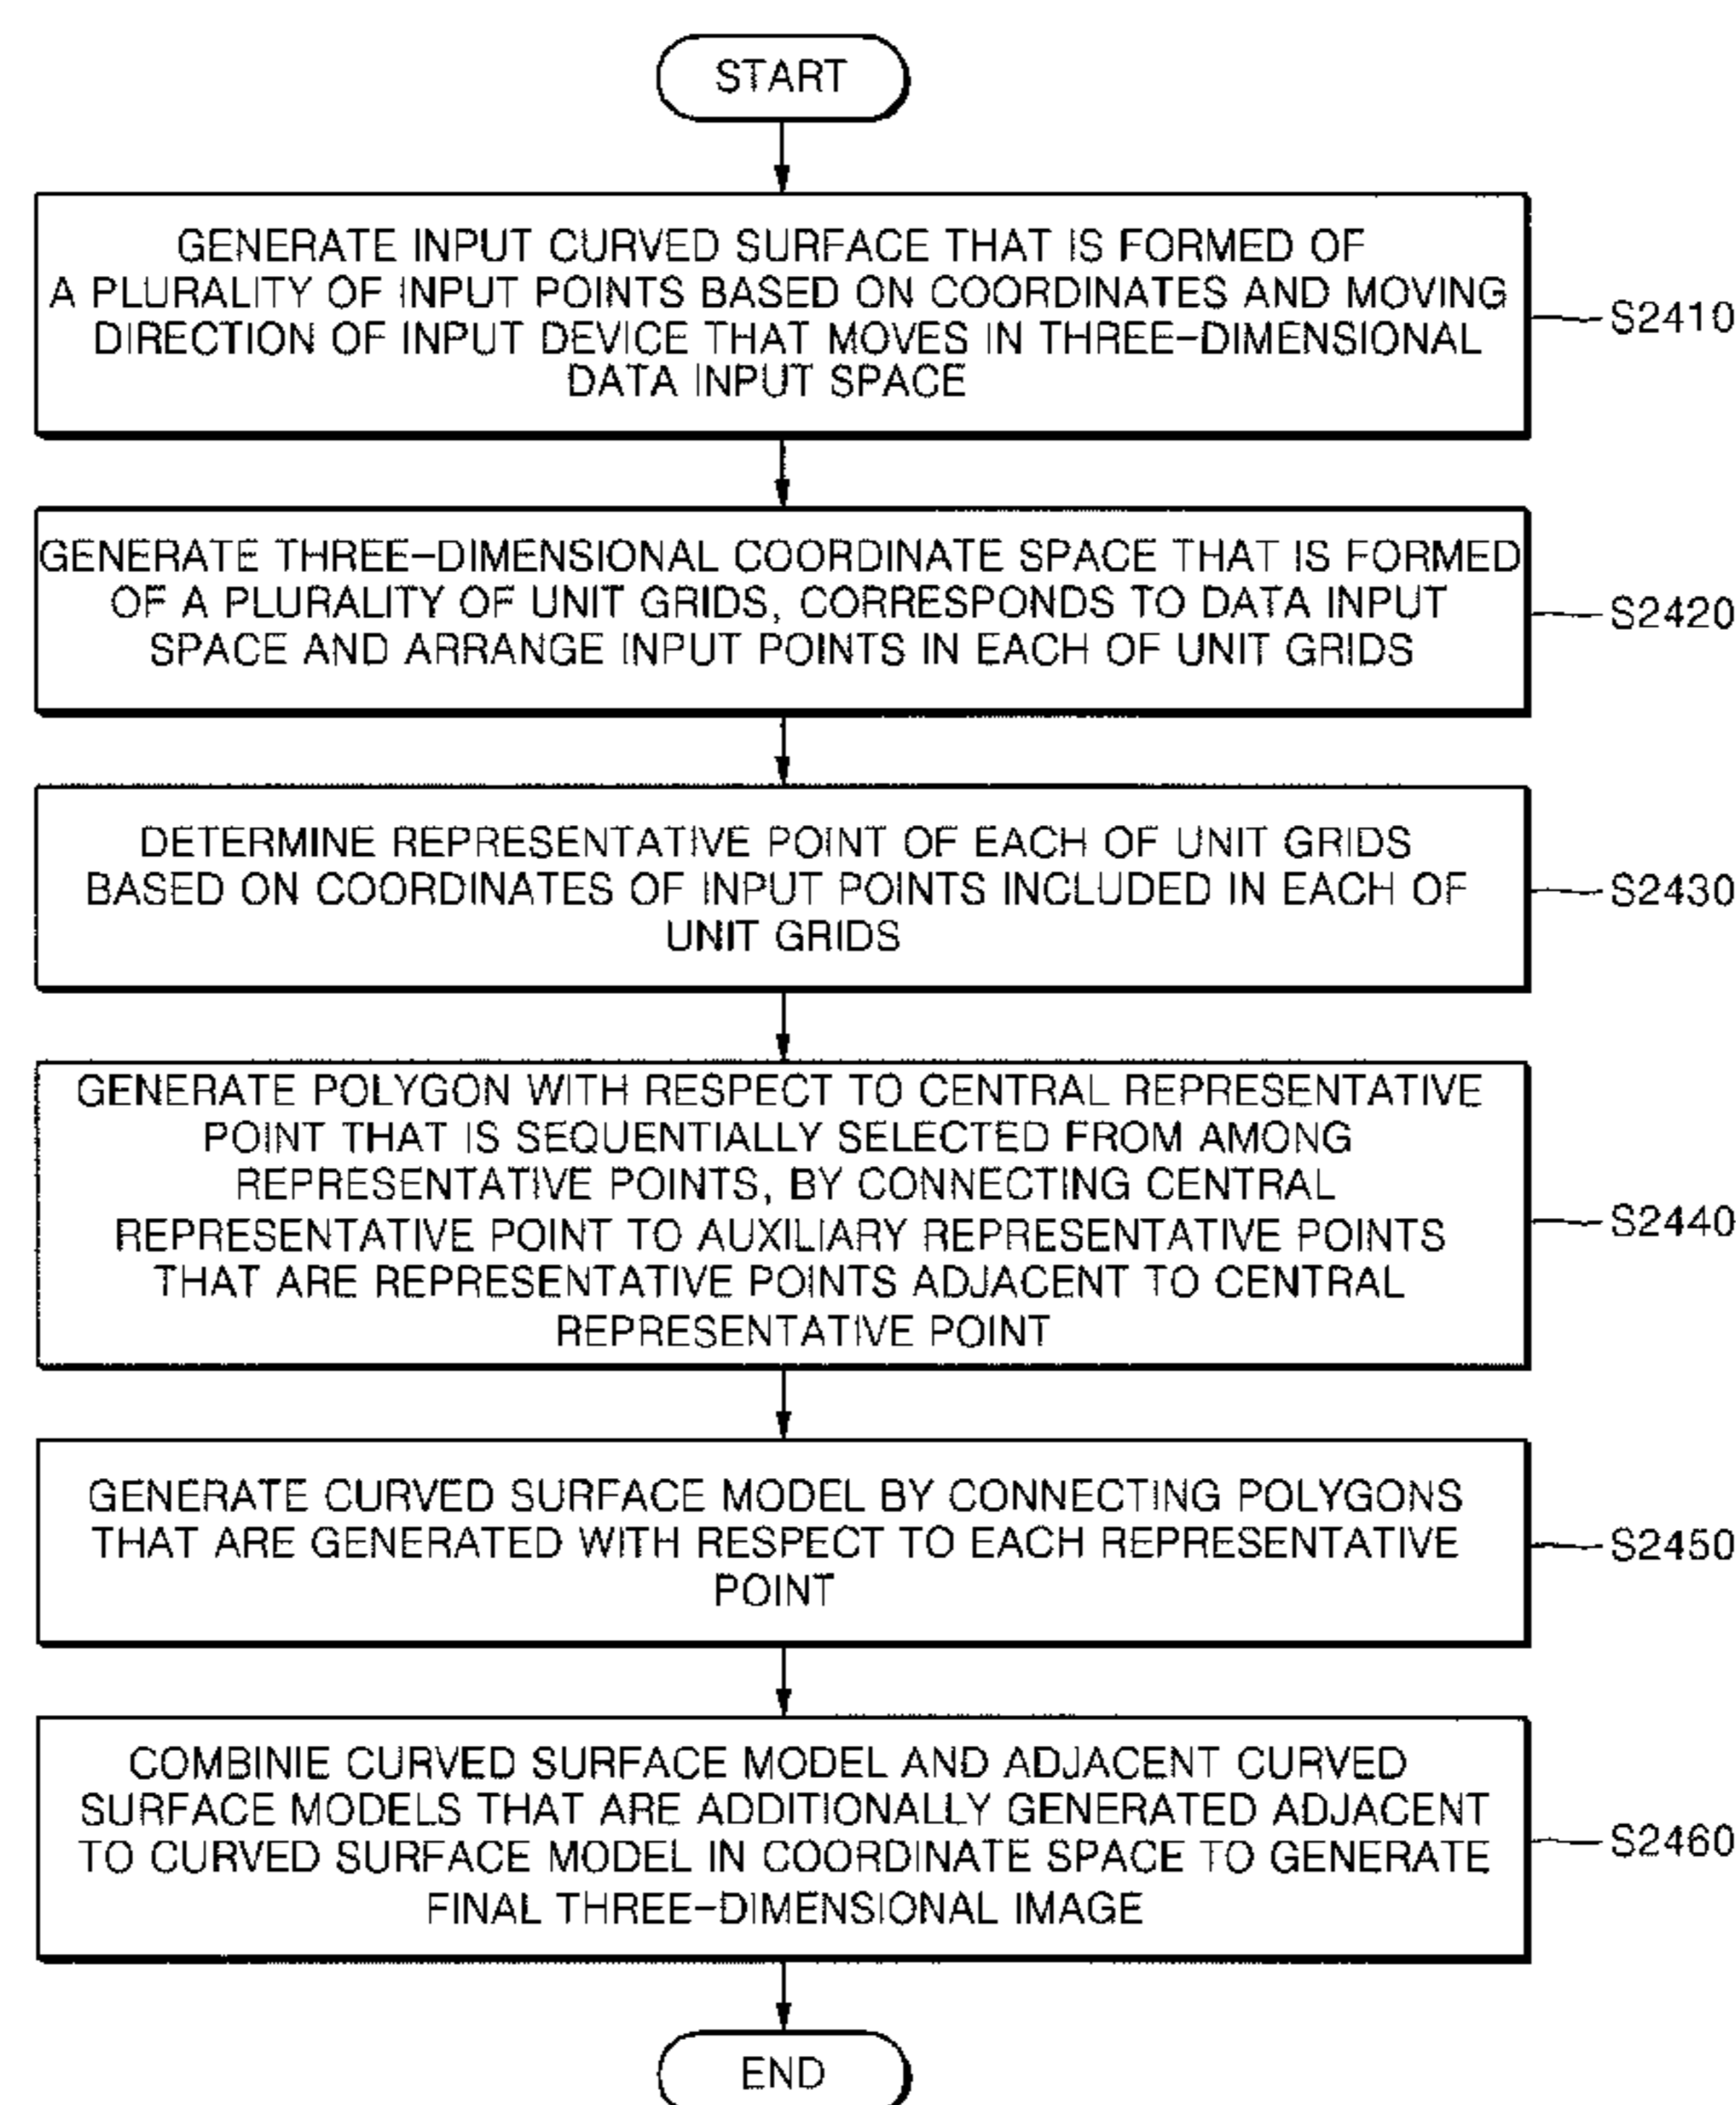 START
GENERATE INPUT CURVED SURFACE THAT IS FORMED OF
A PLURALITY OF INPUT POINTS BASED ON COORDINATES AND MOVING
DIRECTION OF INPUT DEVICE THAT MOVES IN THREE-DIMENSIONAL
DATA INPUT SPACE
S2410
GENERATE THREE-DIMENSIONAL COORDINATE SPACE THAT IS FORMED
OF A PLURALITY OF UNIT GRIDS, CORRESPONDS TO DATA INPUT
SPACE AND ARRANGE INPUT POINTS IN EACH OF UNIT GRIDS
S2420
DETERMINE REPRESENTATIVE POINT OF EACH OF UNIT GRIDS
BASED ON COORDINATES OF INPUT POINTS INCLUDED IN EACH OF
UNIT GRIDS
S2430
GENERATE POLYGON WITH RESPECT TO CENTRAL REPRESENTATIVE
POINT THAT IS SEQUENTIALLY SELECTED FROM AMONG
REPRESENTATIVE POINTS, BY CONNECTING CENTRAL
REPRESENTATIVE POINT TO AUXILIARY REPRESENTATIVE POINTS
THAT ARE REPRESENTATIVE POINTS ADJACENT TO CENTRAL
REPRESENTATIVE POINT
S2440
GENERATE CURVED SURFACE MODEL BY CONNECTING POLYGONS
THAT ARE GENERATED WITH RESPECT TO EACH REPRESENTATIVE
POINT
S2450
COMBINIE CURVED SURFACE MODEL AND ADJACENT CURVED
SURFACE MODELS THAT ARE ADDITIONALLY GENERATED ADJACENT
TO CURVED SURFACE MODEL IN COORDINATE SPACE TO GENERATE
FINAL THREE-DIMENSIONAL IMAGE
S2460
END